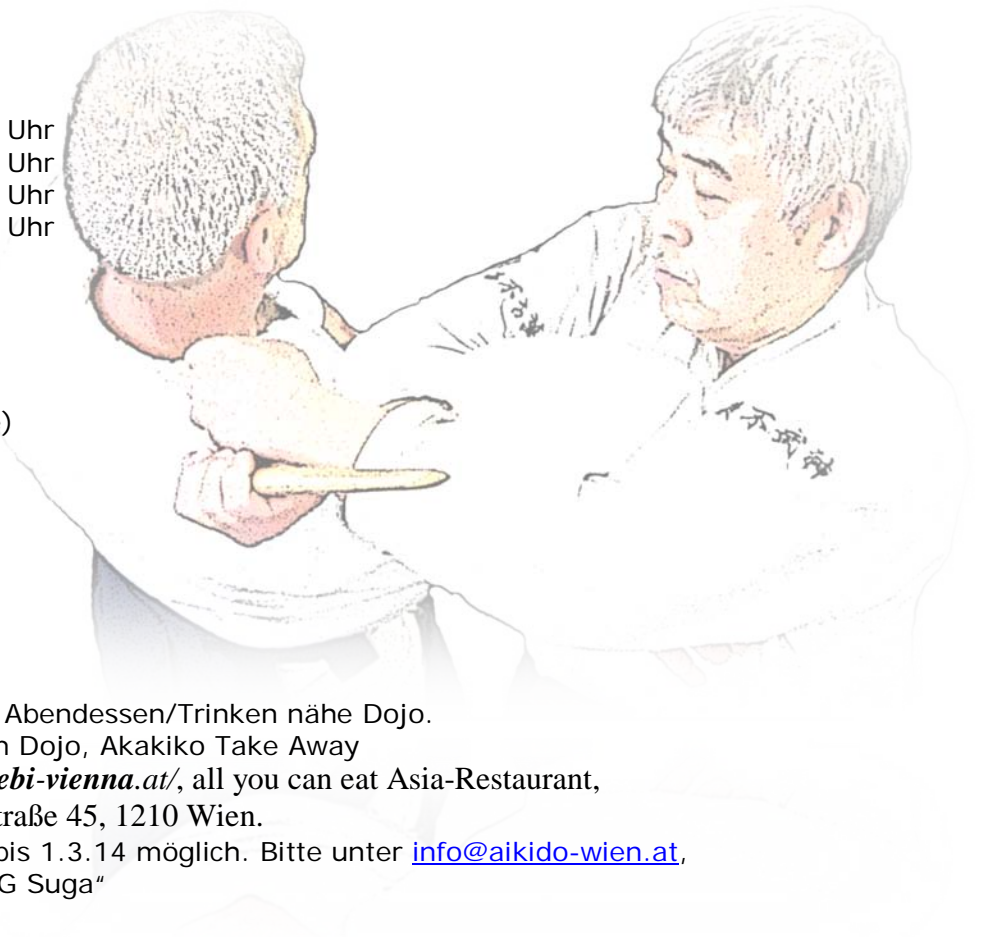 Uhr
Uhr
Uhr
Uhr
)
Abendessen/Trinken nähe Dojo.
Dojo, Akakiko Take Away
ebi-vienna.at/, all you can eat Asia-Restaurant,
traße 45, 1210 Wien.
bis 1.3.14 möglich. Bitte unter info@aikido-wien.at,
G Suga“